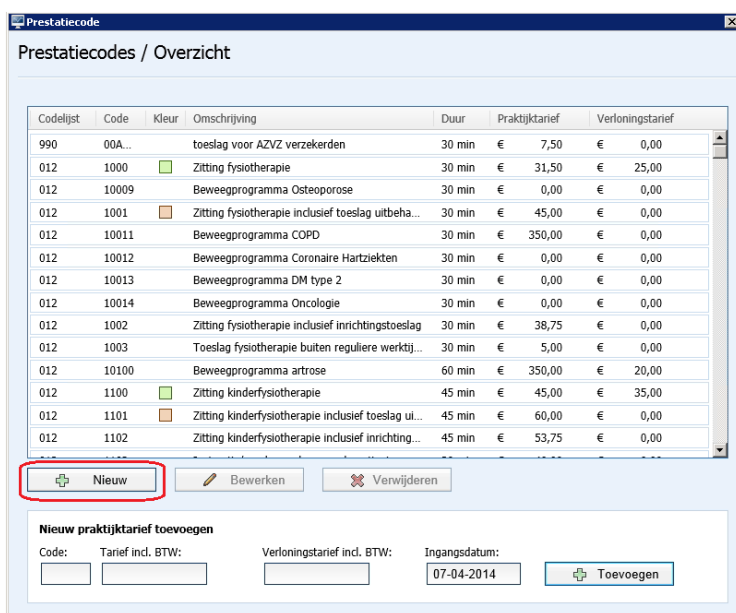 Prestatiecode
Prestatiecodes / Overzicht
Codelijst Code Kleur Omschrijving Duur Praktijktarief Verloningstarief
990 00A... toeslag voor AZVZ verzekerden 30 min € 7,50 € 0,00
012 1000 Zitting fysiotherapie 30 min € 31,50 € 25,00
012 10009 Beweegprogramma Osteoporose 30 min € 0,00 € 0,00
012 1001 Zitting fysiotherapie inclusief toeslag uitbeha... 30 min € 45,00 € 0,00
012 10011 Beweegprogramma COPD 30 min € 350,00 € 0,00
012 10012 Beweegprogramma Coronaire Hartziekten 30 min € 0,00 € 0,00
012 10013 Beweegprogramma DM type 2 30 min € 0,00 € 0,00
012 10014 Beweegprogramma Oncologie 30 min € 0,00 € 0,00
012 1002 Zitting fysiotherapie inclusief inrichtingstoeslag 30 min € 38,75 € 0,00
012 1003 Toeslag fysiotherapie buiten reguliere werktij... 30 min € 5,00 € 0,00
012 10100 Beweegprogramma artrose 60 min € 350,00 € 20,00
012 1100 Zitting kinderfysiotherapie 45 min € 45,00 € 35,00
012 1101 Zitting kinderfysiotherapie inclusief toeslag ui... 45 min € 60,00 € 0,00
012 1102 Zitting kinderfysiotherapie inclusief inrichting... 45 min € 53,75 € 0,00
Nieuw Bewerken Verwijderen
Nieuw praktijktarief toevoegen
Code: Tarief incl. BTW: Verloningstarief incl. BTW: Ingangsdatum:
07-04-2014 Toevoegen